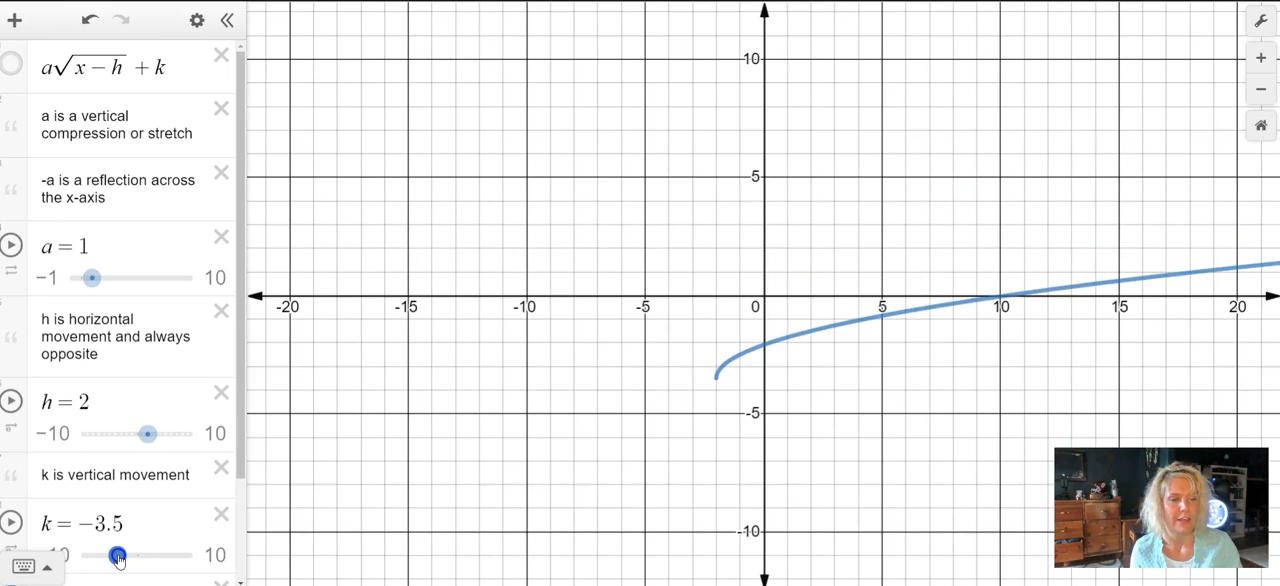 a√x − h + k
a is a vertical
compression or stretch
-a is a reflection across
the x-axis
a = 1
−1 10
h is horizontal
movement and always
opposite
h = 2
−10 10
k is vertical movement
k = −3.5
10
10
5
-20 -15 -10 -5 0 5 10 15 20
-5
-10